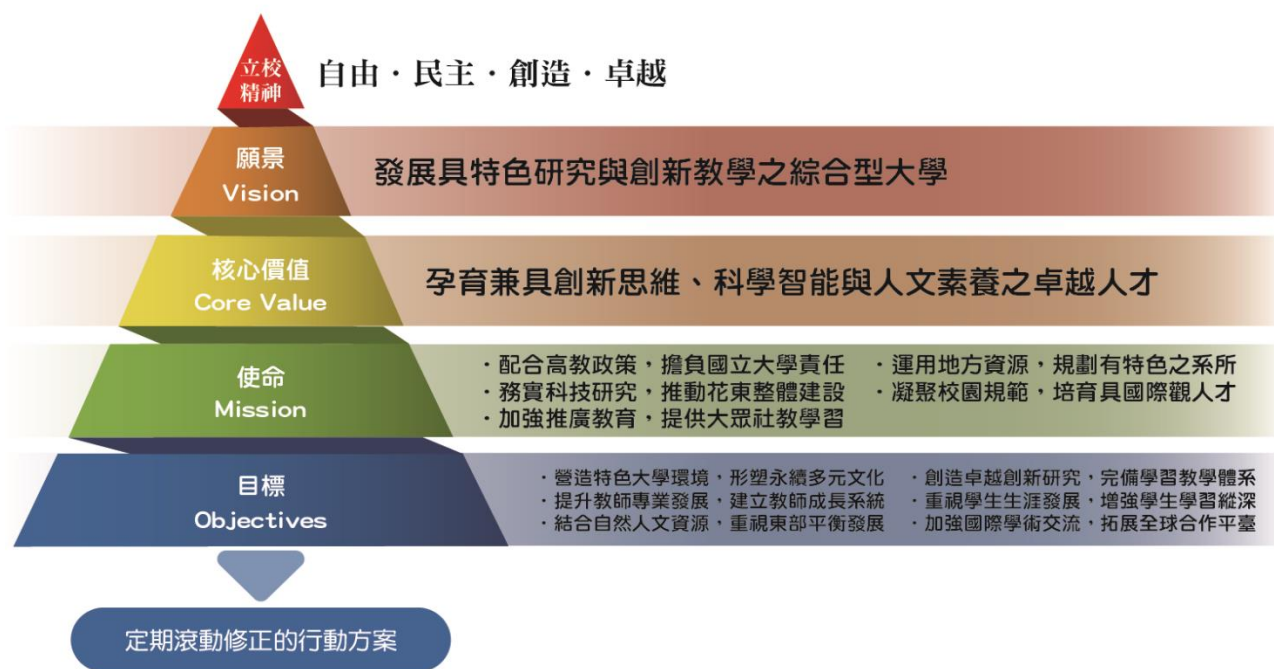 立校
精神
自由．民主．創造．卓越
願景
Vision
發展具特色研究與創新教學之綜合型大學
核心價值
Core Value
孕育兼具創新思維、科學智能與人文素養之卓越人才
使命
Mission
．配合高教政策，擔負國立大學責任
．務實科技研究，推動花東整體建設
．加強推廣教育，提供大眾社教學習
．運用地方資源，規劃有特色之系所
．凝聚校園規範，培育具國際觀人才
目標
Objectives
．營造特色大學環境，形塑永續多元文化
．提升教師專業發展，建立教師成長系統
．結合自然人文資源，重視東部平衡發展
．創造卓越創新研究，完備學習教學體系
．重視學生生涯發展，增強學生學習縱深
．加強國際學術交流，拓展全球合作平臺
定期滾動修正的行動方案